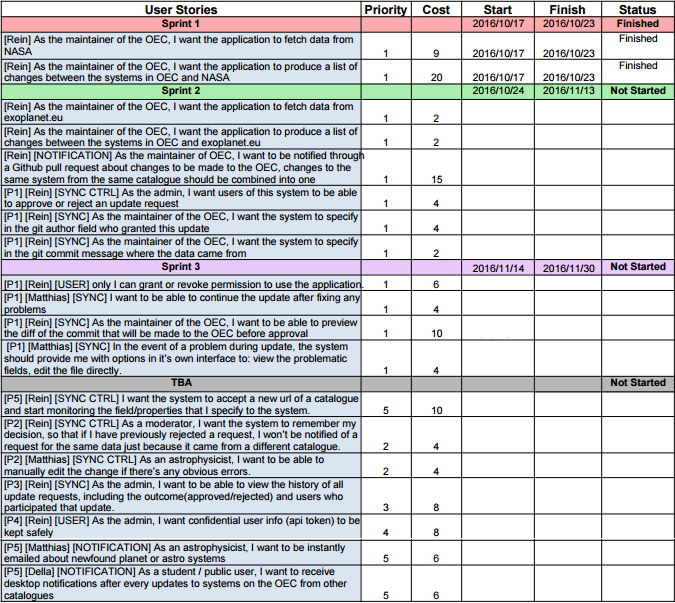 User Stories Priority Cost Start Finish Status
Sprint 1 2016/10/17 2016/10/23 Finished
[Rein] As the maintainer of the OEC, I want the application to fetch data from
NASA 1 9 2016/10/17 2016/10/23 Finished
[Rein] As the maintainer of the OEC, I want the application to produce a list of
changes between the systems in OEC and NASA 1 20 2016/10/17 2016/10/23 Finished
Sprint 2 2016/10/24 2016/11/13 Not Started
[Rein] As the maintainer of the OEC, I want the application to fetch data from
exoplanet.eu 1 2
[Rein] As the maintainer of the OEC, I want the application to produce a list of
changes between the systems in OEC and exoplanet.eu 1 2
[Rein] [NOTIFICATION] As the maintainer of OEC, I want to be notified through
a Github pull request about changes to be made to the OEC, changes to the
same system from the same catalogue should be combined into one 1 15
[P1] [Rein] [SYNC CTRL] As the admin, I want users of this system to be able
to approve or reject an update request 1 4
[P1] [Rein] [SYNC] As the maintainer of the OEC, I want the system to specify
in the git author field who granted this update 1 4
[P1] [Rein] [SYNC] As the maintainer of the OEC, I want the system to specify
in the git commit message where the data came from 1 2
Sprint 3 2016/11/14 2016/11/30 Not Started
[P1] [Rein] [USER] only I can grant or revoke permission to use the application. 1 6
[P1] [Matthias] [SYNC] I want to be able to continue the update after fixing any
problems 1 4
[P1] [Rein] [SYNC] As the maintainer of the OEC, I want to be able to preview
the diff of the commit that will be made to the OEC before approval 1 10
[P1] [Matthias] [SYNC] In the event of a problem during update, the system
should provide me with options in it's own interface to: view the problematic
fields, edit the file directly. 1 4
TBA Not Started
[P5] [Rein] [SYNC CTRL] I want the system to accept a new url of a catalogue
and start monitoring the field/properties that I specify to the system. 5 10
[P2] [Rein] [SYNC CTRL] As a moderator, I want the system to remember my
decision, so that if I have previously rejected a request, I won't be notified of a
request for the same data just because it came from a different catalogue. 2 4
[P2] [Matthias] [SYNC CTRL] As an astrophysicist, I want to be able to
manually edit the change if there's any obvious errors. 2 4
[P3] [Rein] [SYNC] As the admin, I want to be able to view the history of all
update requests, including the outcome(approved/rejected) and users who
participated that update. 3 8
[P4] [Rein] [USER] As the admin, I want confidential user info (api token) to be
kept safely 4 8
[P5] [Matthias] [NOTIFICATION] As an astrophysicist, I want to be instantly
emailed about newfound planet or astro systems 5 6
[P5] [Della] [NOTIFICATION] As a student / public user, I want to receive
desktop notifications after every updates to systems on the OEC from other
catalogues 5 6